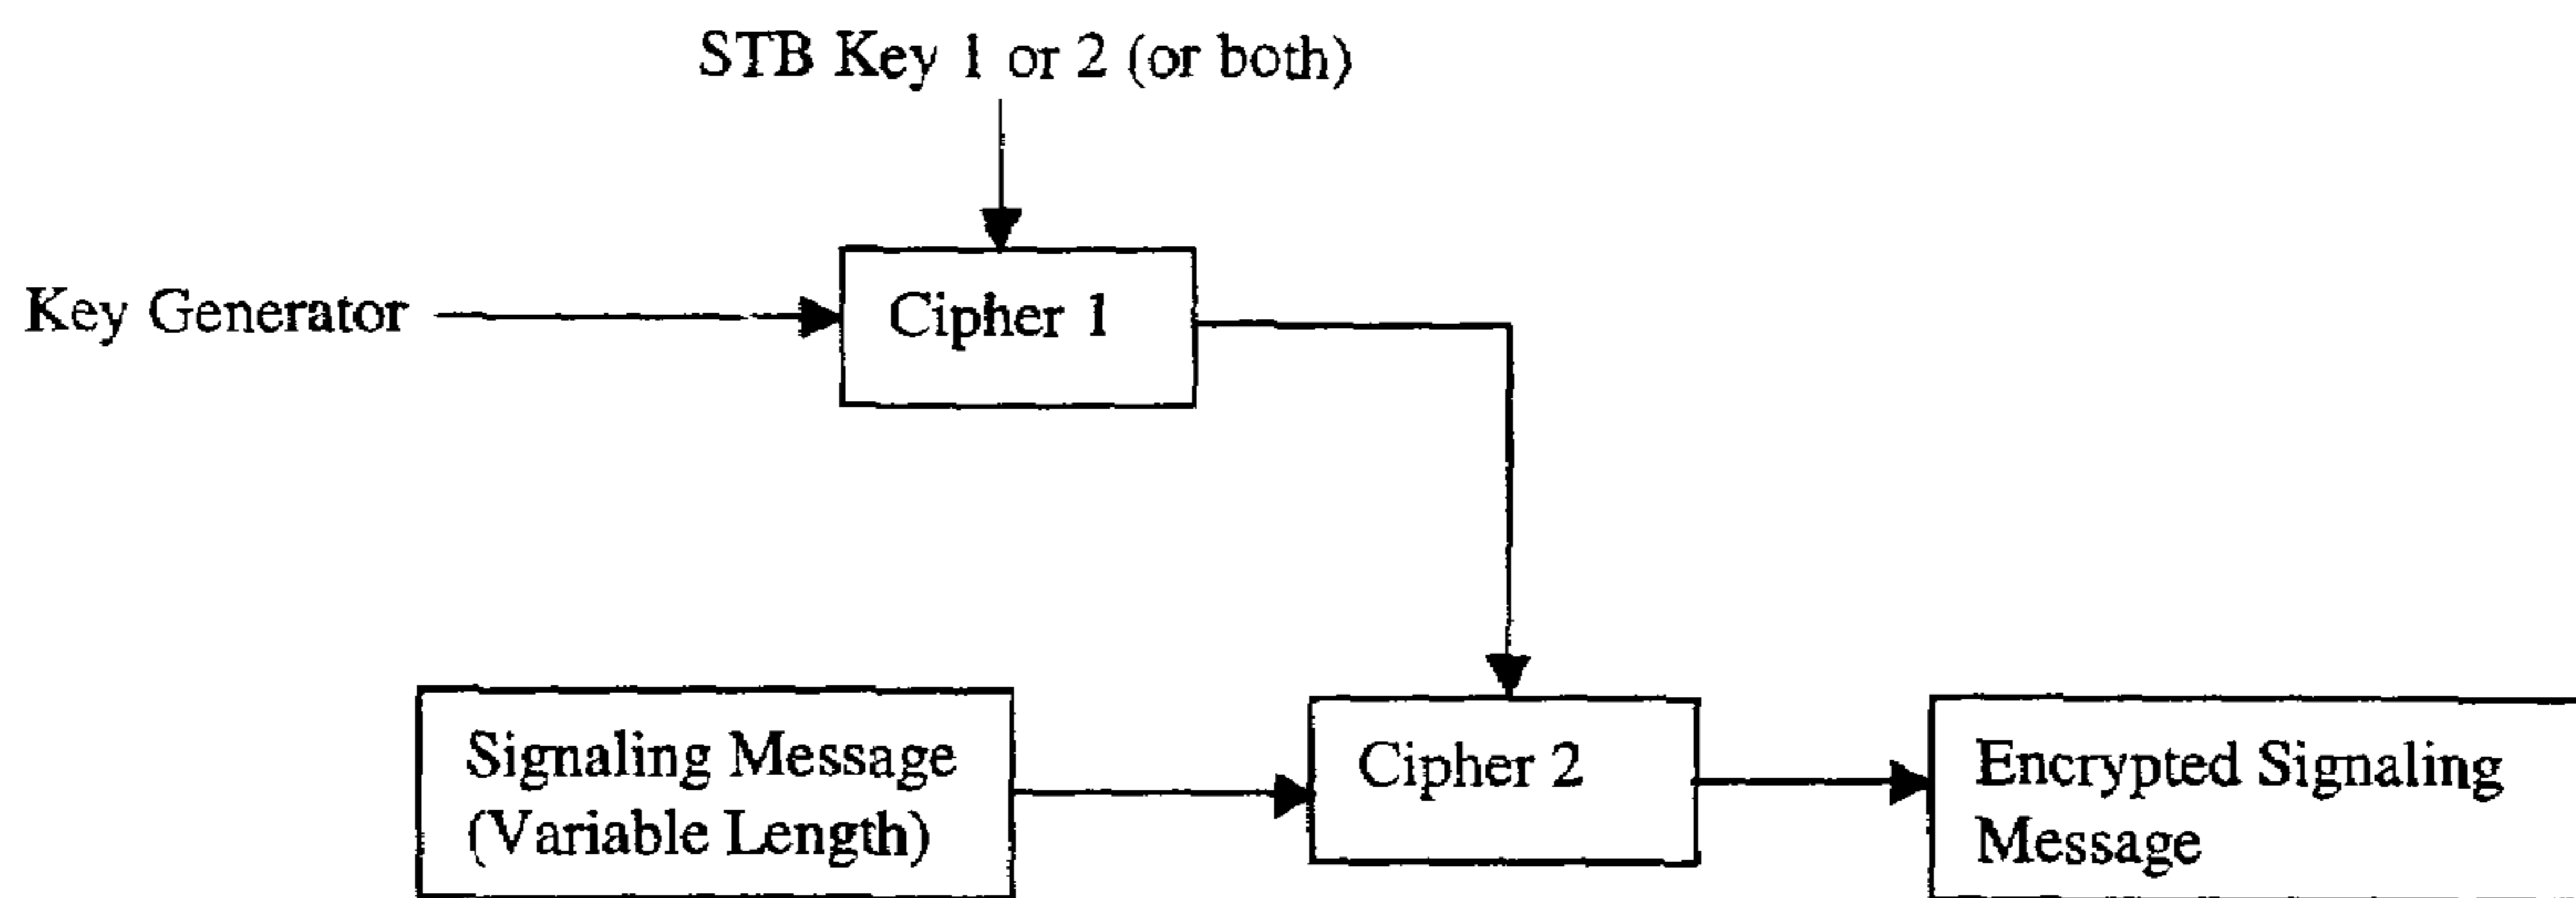 STB Key 1 or 2 (or both)
Key Generator
Cipher 1
Signaling Message
(Variable Length)
Cipher 2
Encrypted Signaling
Message